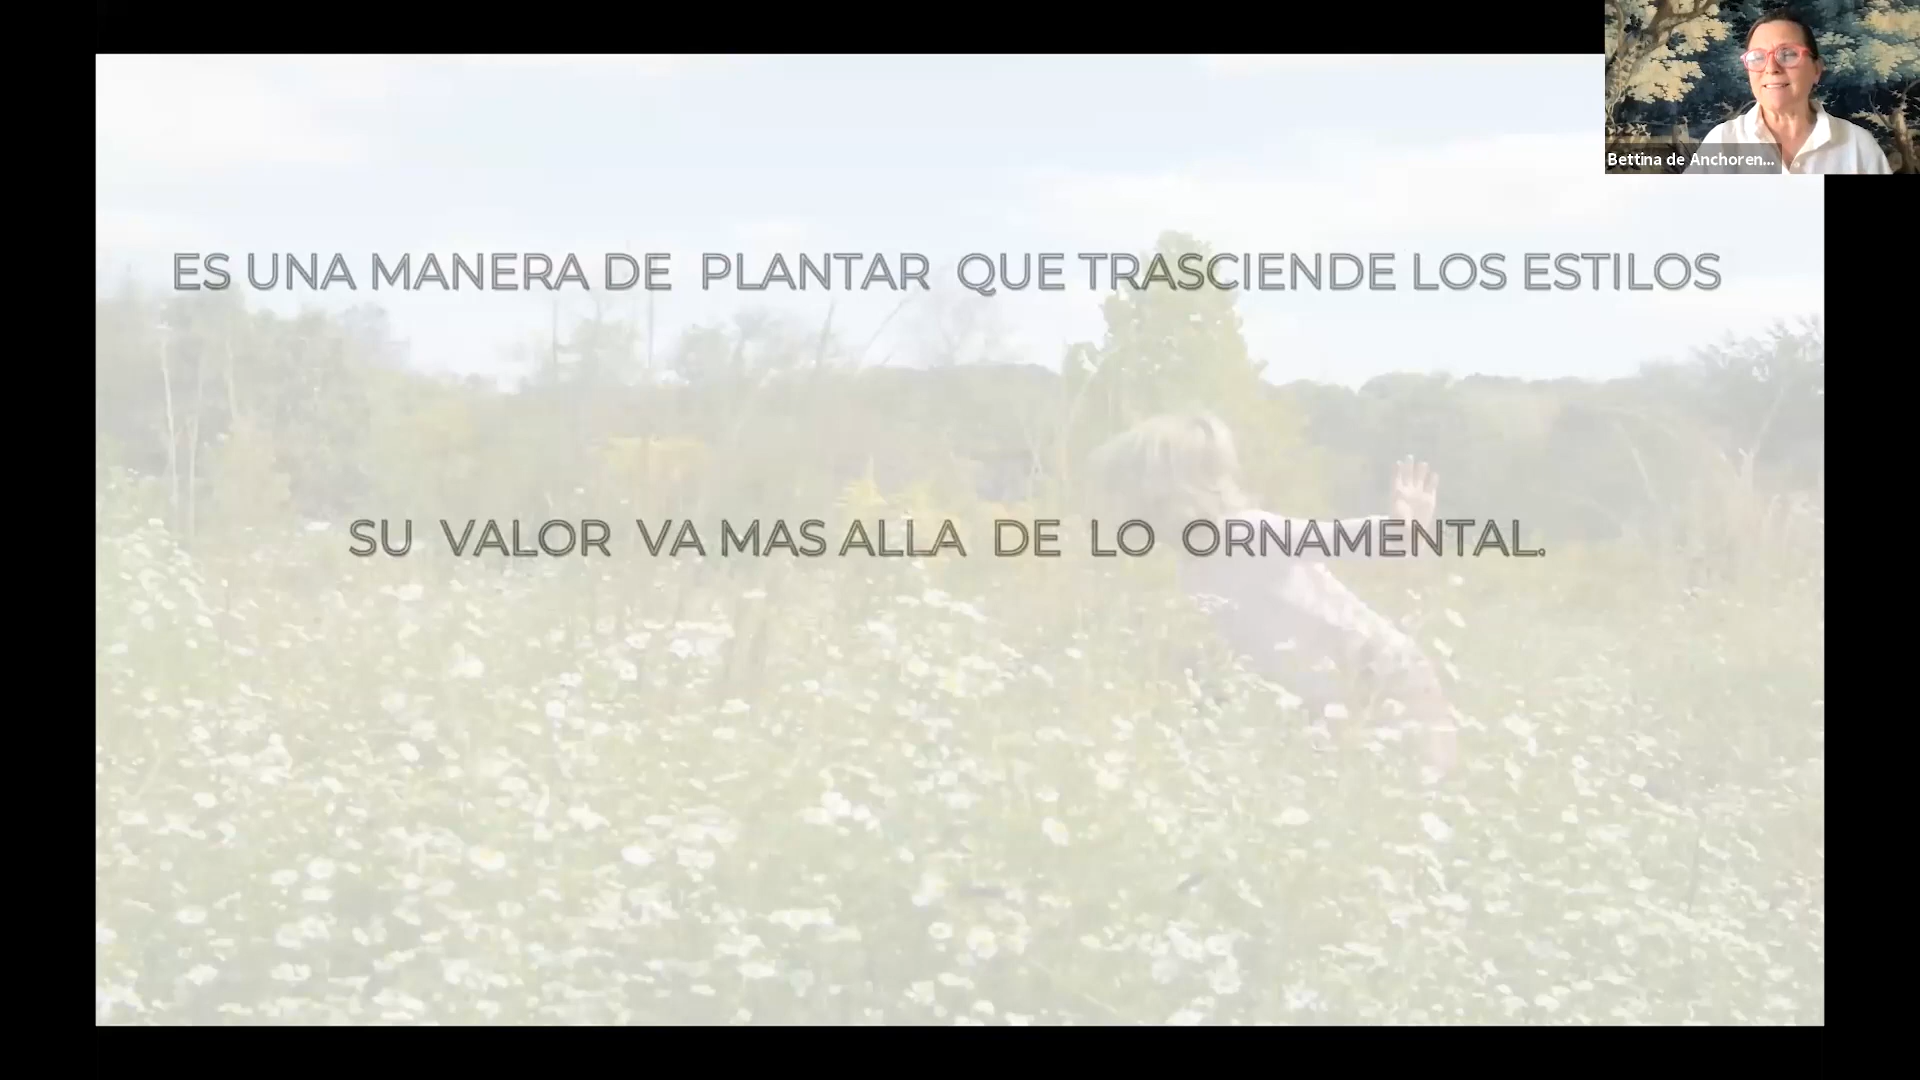 Bettina de Anchoren...
ES UNA MANERA DE PLANTAR QUE TRASCIENDE LOS ESTILOS
SU VALOR VA MAS ALLA DE LO ORNAMENTAL.